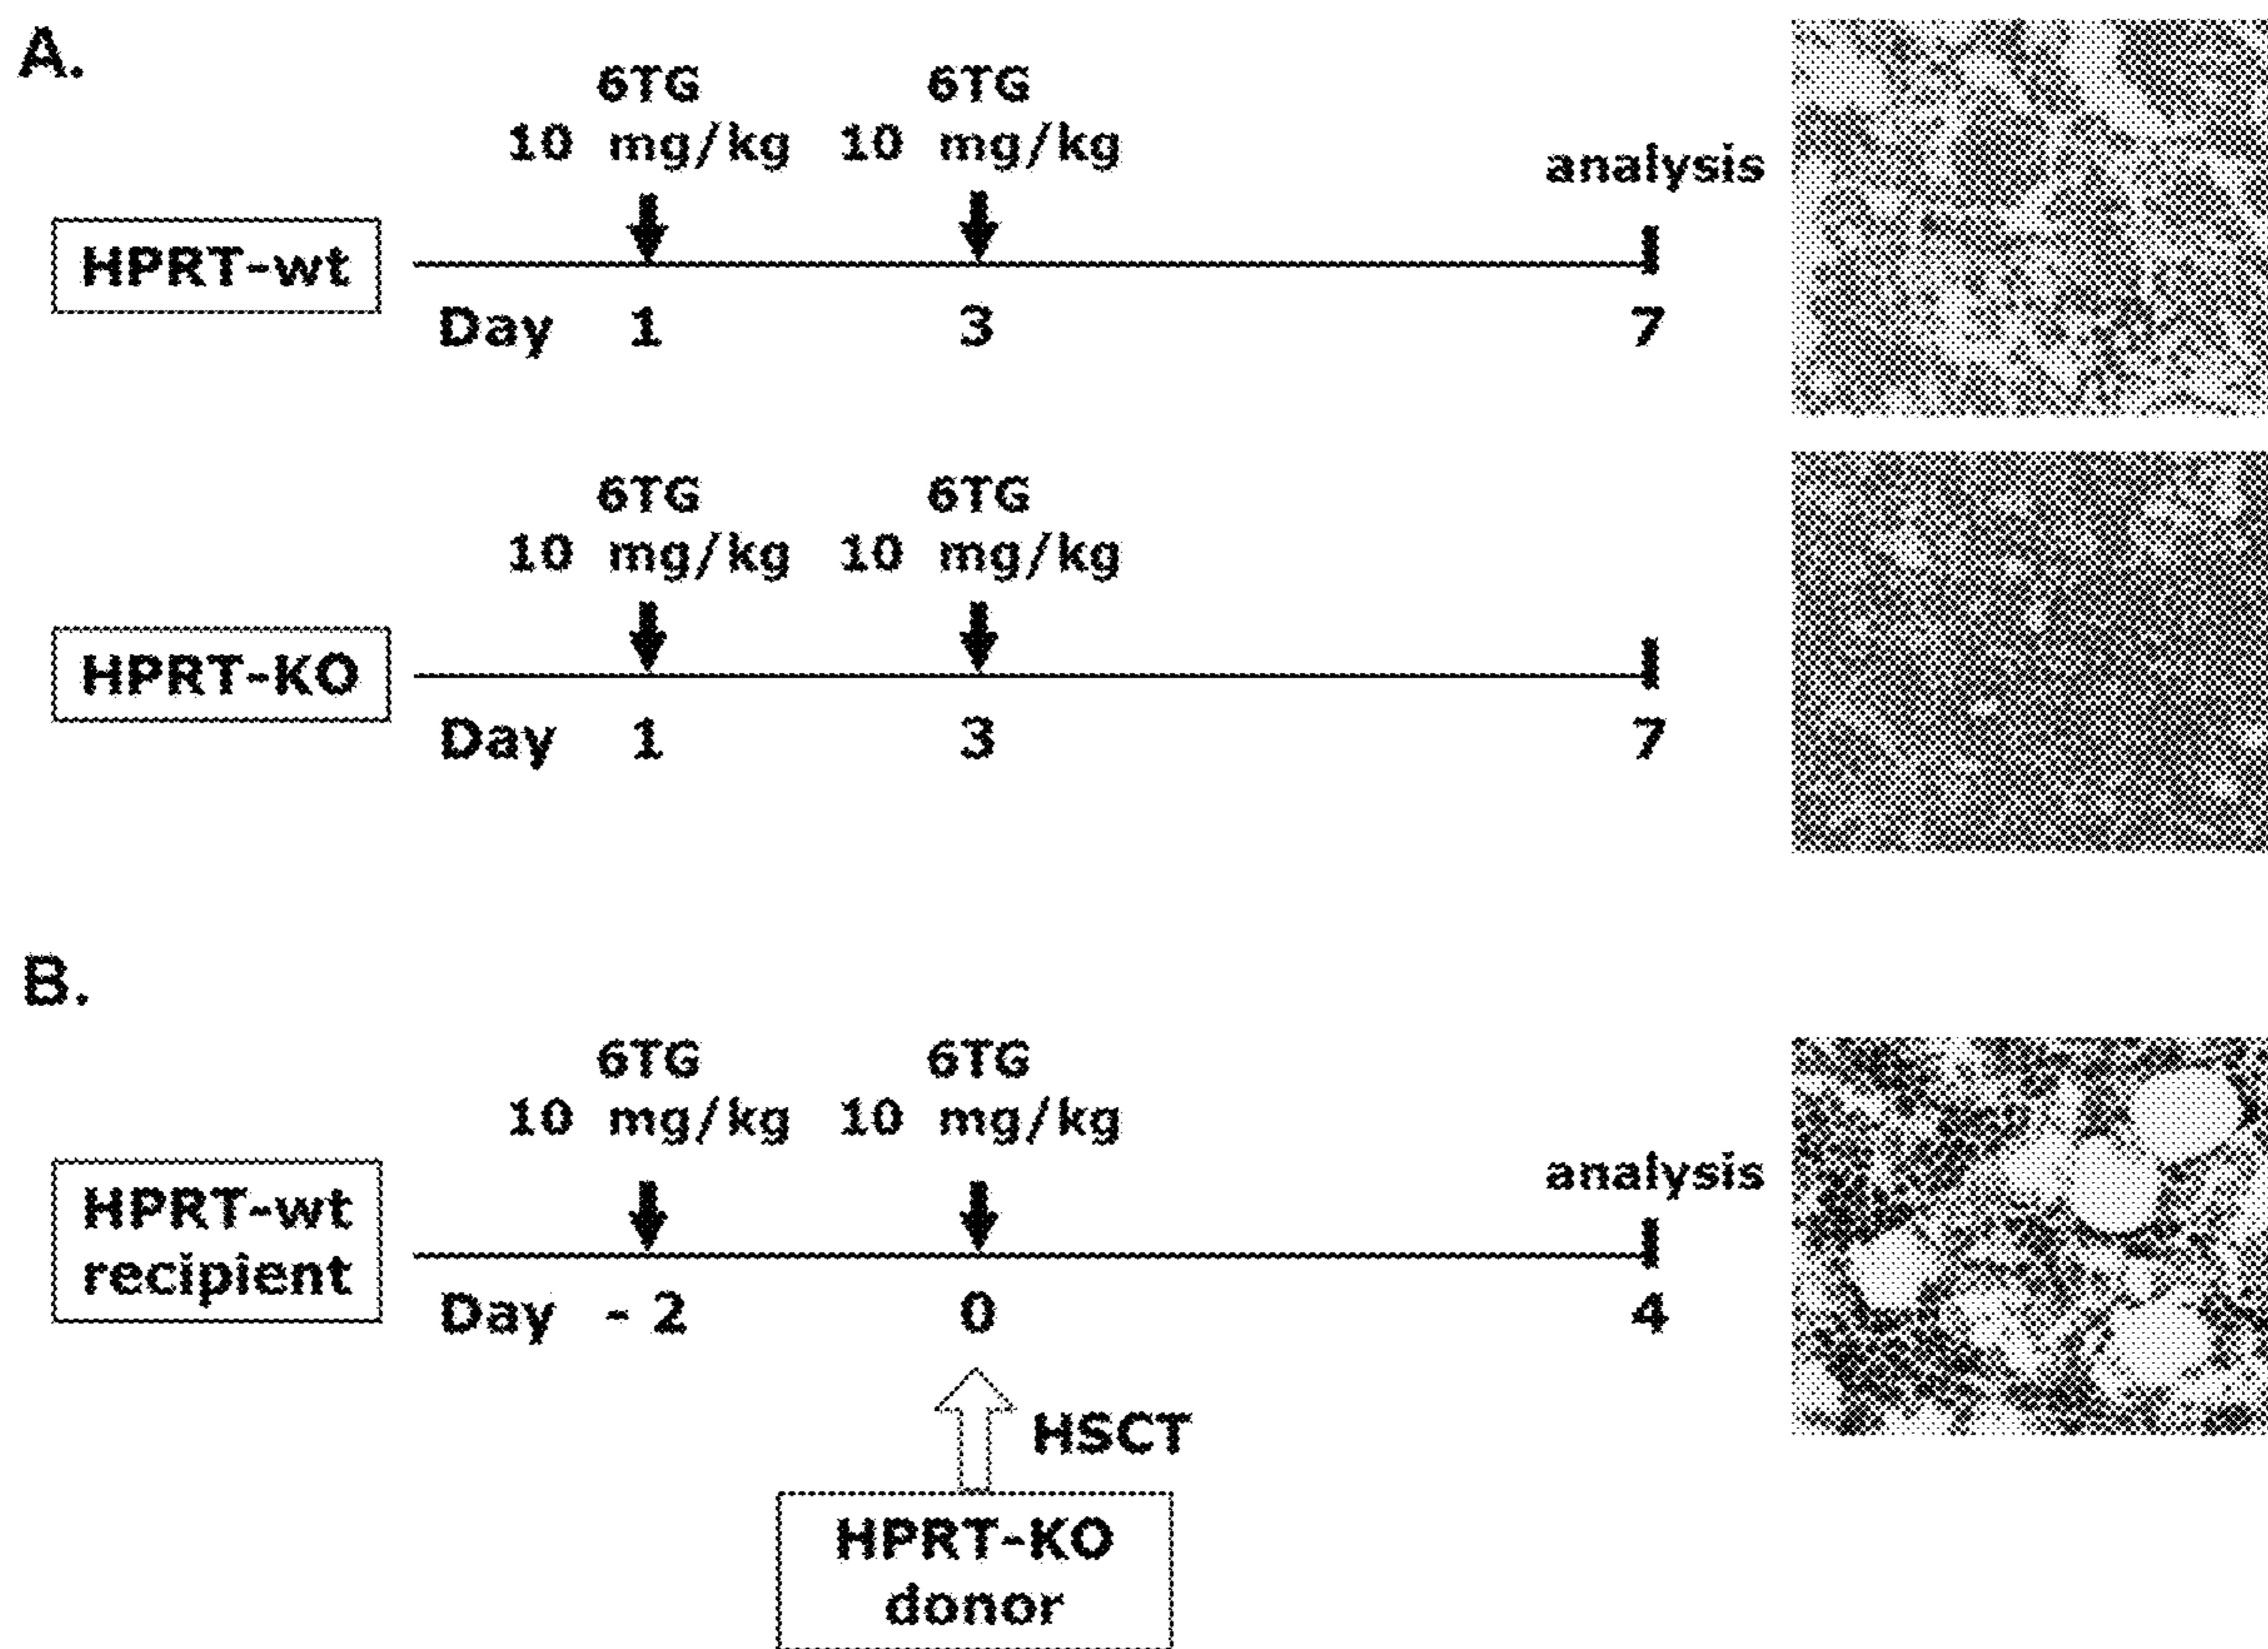 A.
6TG 6TG
10 mg/kg 10 mg/kg
analysis
HPRT-wt
Day 1 3 7
6TG 6TG
10 mg/kg 10 mg/kg
HPRT-KO
Day 1 3 7
B.
6TG 6TG
10 mg/kg 10 mg/kg
analysis
HPRT-wt
recipient
Day - 2 0 4
HSCT
HPRT-KO
donor